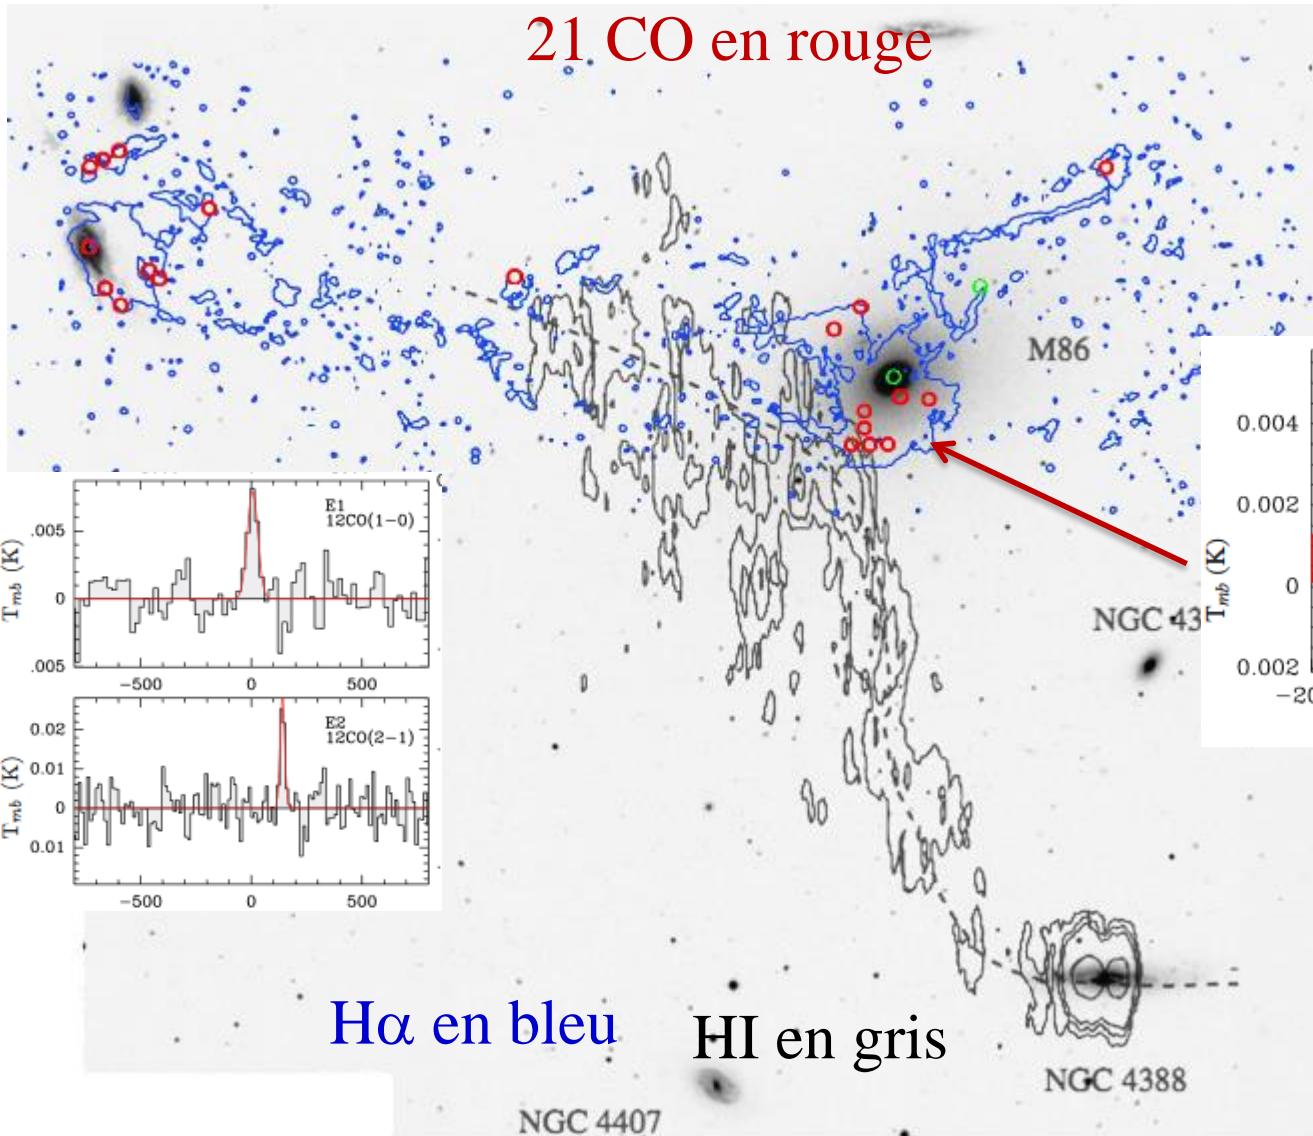 21 CO en rouge
M86
0.004
0.002
0
0.002
−20
T_mb (K)
E1
12CO(1−0)
.005
0
.005
T_mb (K)
−500 0 500
E2
12CO(2−1)
0.02
0.01
0
0.01
T_mb (K)
−500 0 500
NGC 43
Hα en bleu
HI en gris
NGC 4388
NGC 4407